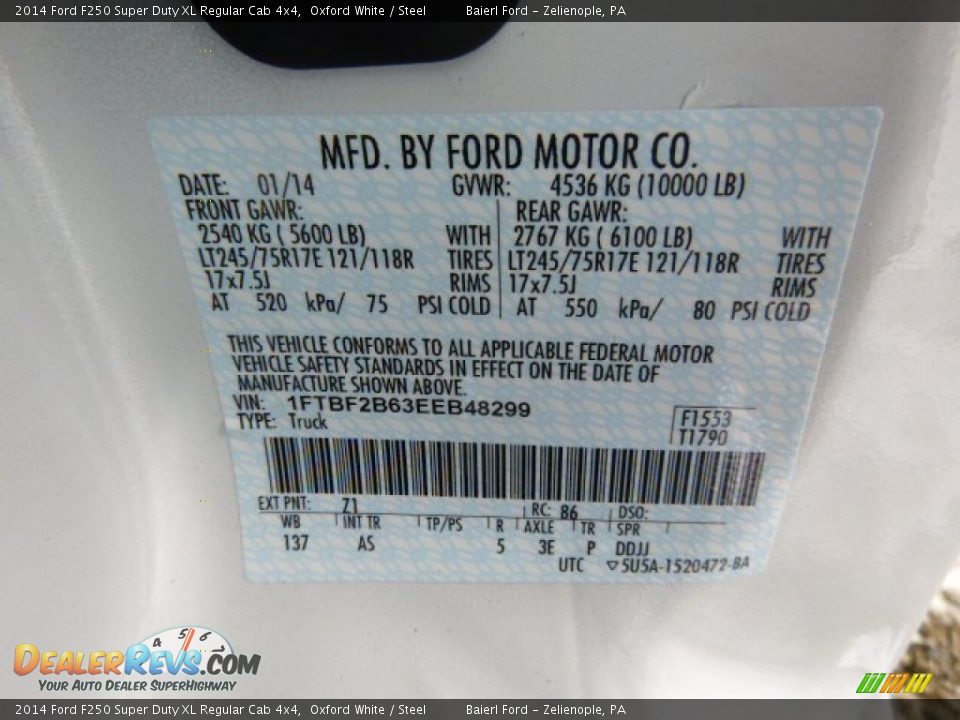 2014 Ford F250 Super Duty XL Regular Cab 4x4, Oxford White / Steel Baierl Ford - Zelienople, PA
MFD. BY FORD MOTOR CO.
DATE: 01/14 GVWR: 4536 KG (10000 LB)
FRONT GAWR: REAR GAWR:
2540 KG ( 5600 LB) WITH 2767 KG ( 6100 LB) WITH
LT245/75R17E 121/118R TIRES LT245/75R17E 121/118R TIRES
17x7.5J RIMS 17x7.5J RIMS
AT 520 kPa/ 75 PSI COLD AT 550 kPa/ 80 PSI COLD
THIS VEHICLE CONFORMS TO ALL APPLICABLE FEDERAL MOTOR
VEHICLE SAFETY STANDARDS IN EFFECT ON THE DATE OF
MANUFACTURE SHOWN ABOVE.
VIN: 1FTBF2B63EEB48299
TYPE: Truck
F1553
T1790
EXT PNT: Z1 RC: 86 DSO:
WB INT TR TP/PS R AXLE TR SPR
137 AS 5 3E P DDJJ
UTC ▽5U5A-1520472-BA
4 5 6
DEALERREVS.COM
YOUR AUTO DEALER SUPERHIGHWAY
2014 Ford F250 Super Duty XL Regular Cab 4x4, Oxford White / Steel Baierl Ford - Zelienople, PA